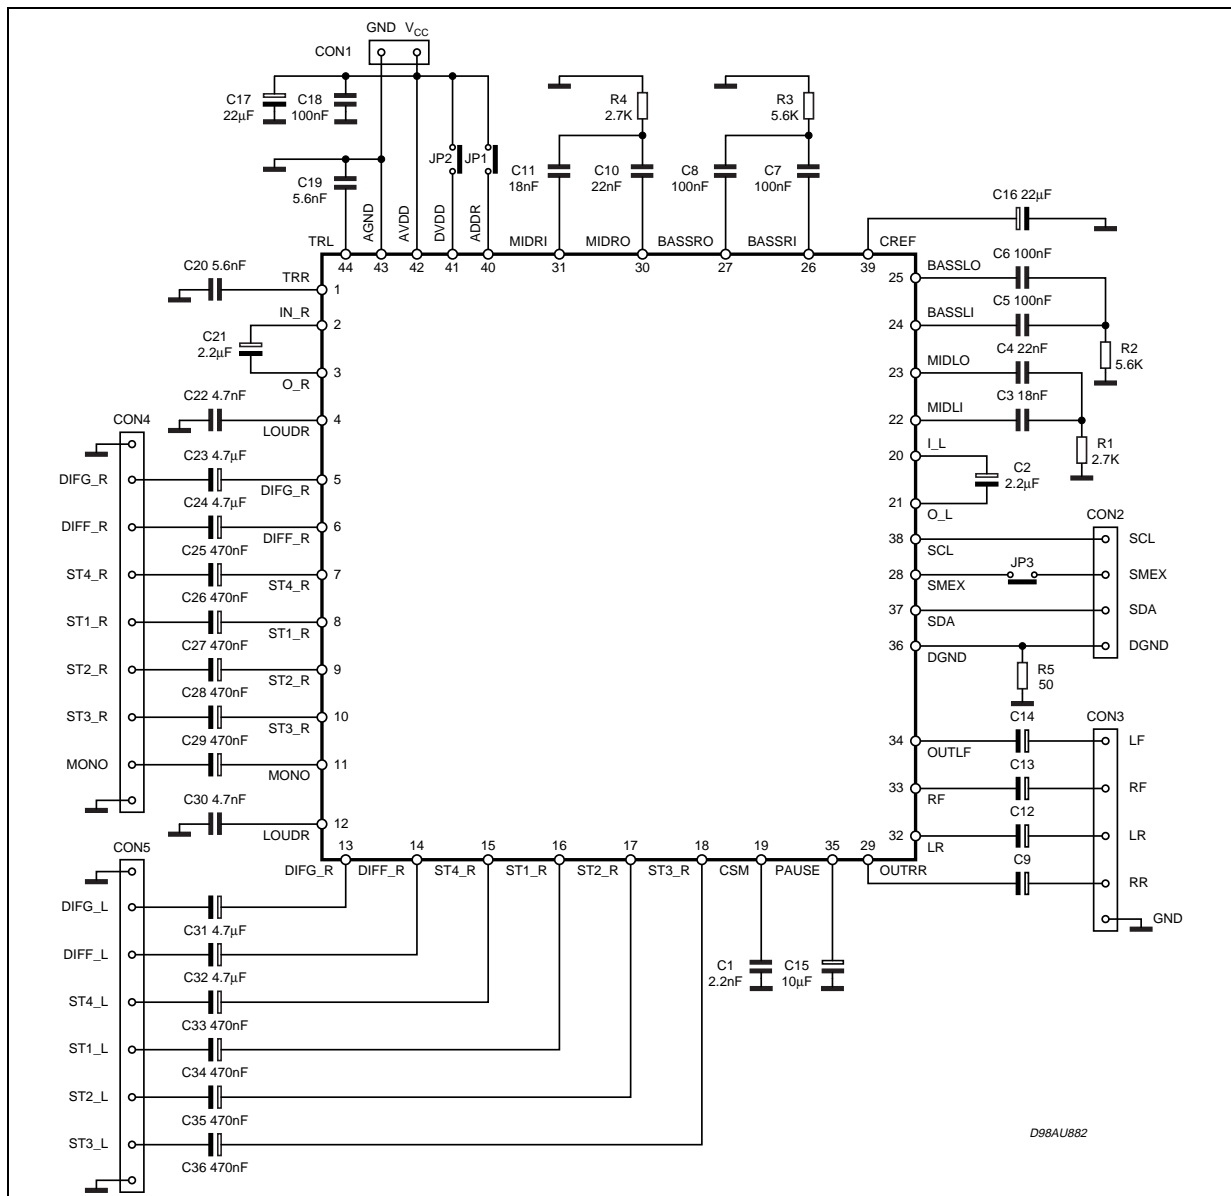 GND VCC
CON1
C17
22μF
C18
100nF
R4
2.7K
R3
5.6K
JP2
JP1
C11
18nF
C10
22nF
C8
100nF
C7
100nF
C19
5.6nF
C16 22μF
TRL
AGND
AVDD
DVDD
ADDR
MIDRI
MIDRO
BASSRO
BASSRI
CREF
44
43
42
41
40
31
30
27
26
39
C20 5.6nF
TRR
1
IN_R
2
C21
2.2μF
3
O_R
C22 4.7nF
4
LOUDR
CON4
C23 4.7μF
DIFG_R
5
DIFG_R
C24 4.7μF
DIFF_R
6
DIFF_R
C25 470nF
ST4_R
7
ST4_R
C26 470nF
ST1_R
8
ST1_R
C27 470nF
ST2_R
9
ST2_R
C28 470nF
ST3_R
10
ST3_R
C29 470nF
MONO
11
MONO
C30 4.7nF
12
LOUDR
25
BASSLO
C6 100nF
C5 100nF
24
BASSLI
R2
5.6K
C4 22nF
23
MIDLO
C3 18nF
22
MIDLI
R1
2.7K
20
I_L
C2
2.2μF
21
O_L
CON2
38
SCL
SCL
28
SMEX
JP3
SMEX
37
SDA
SDA
36
DGND
DGND
R5
50
CON3
C14
34
OUTLF
LF
C13
33
RF
RF
C12
32
LR
LR
C9
RR
GND
13
14
15
16
17
18
19
35
29
DIFG_R
DIFF_R
ST4_R
ST1_R
ST2_R
ST3_R
CSM
PAUSE
OUTRR
CON5
DIFG_L
C31 4.7μF
DIFF_L
C32 4.7μF
ST4_L
C33 470nF
ST1_L
C34 470nF
ST2_L
C35 470nF
ST3_L
C36 470nF
C1
2.2nF
C15
10μF
D98AU882